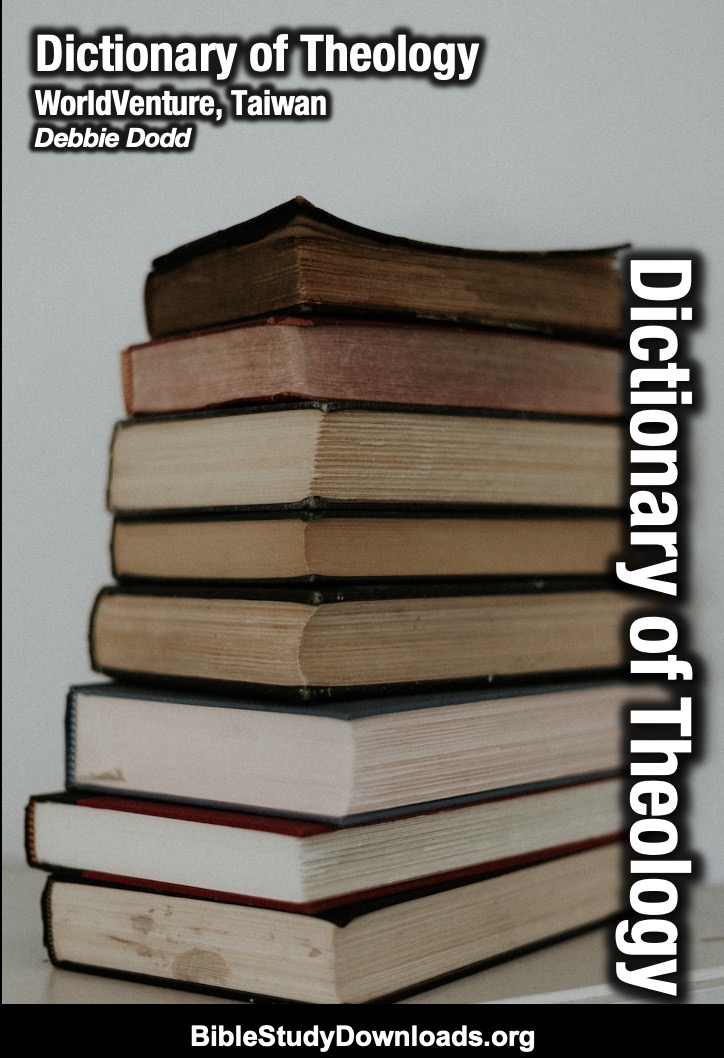 Dictionary of Theology
WorldVenture, Taiwan
Debbie Dodd
Dictionary of Theology
BibleStudyDownloads.org